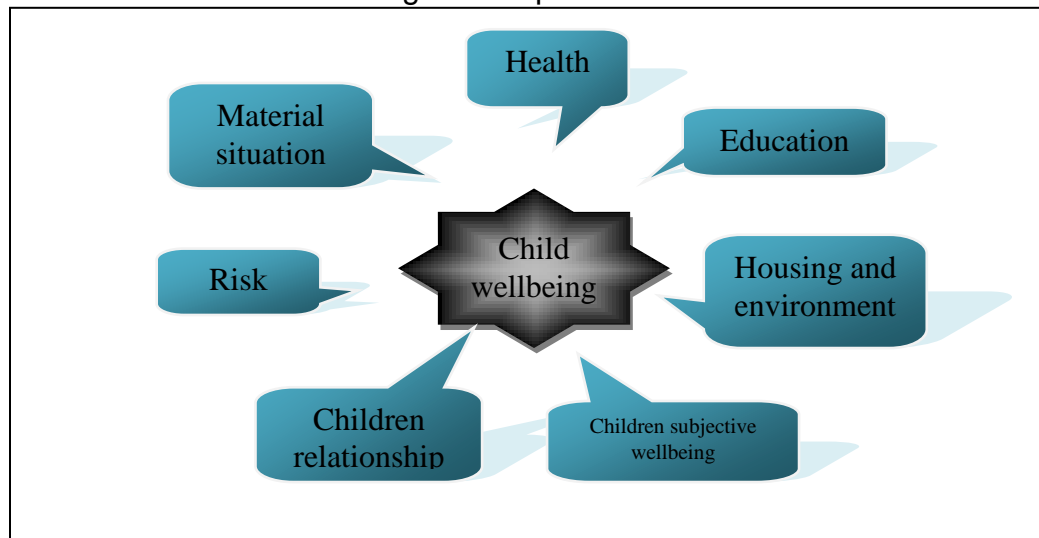 Health
Material
situation
Education
Child
wellbeing
Housing and
environment
Risk
Children
relationship
Children subjective
wellbeing